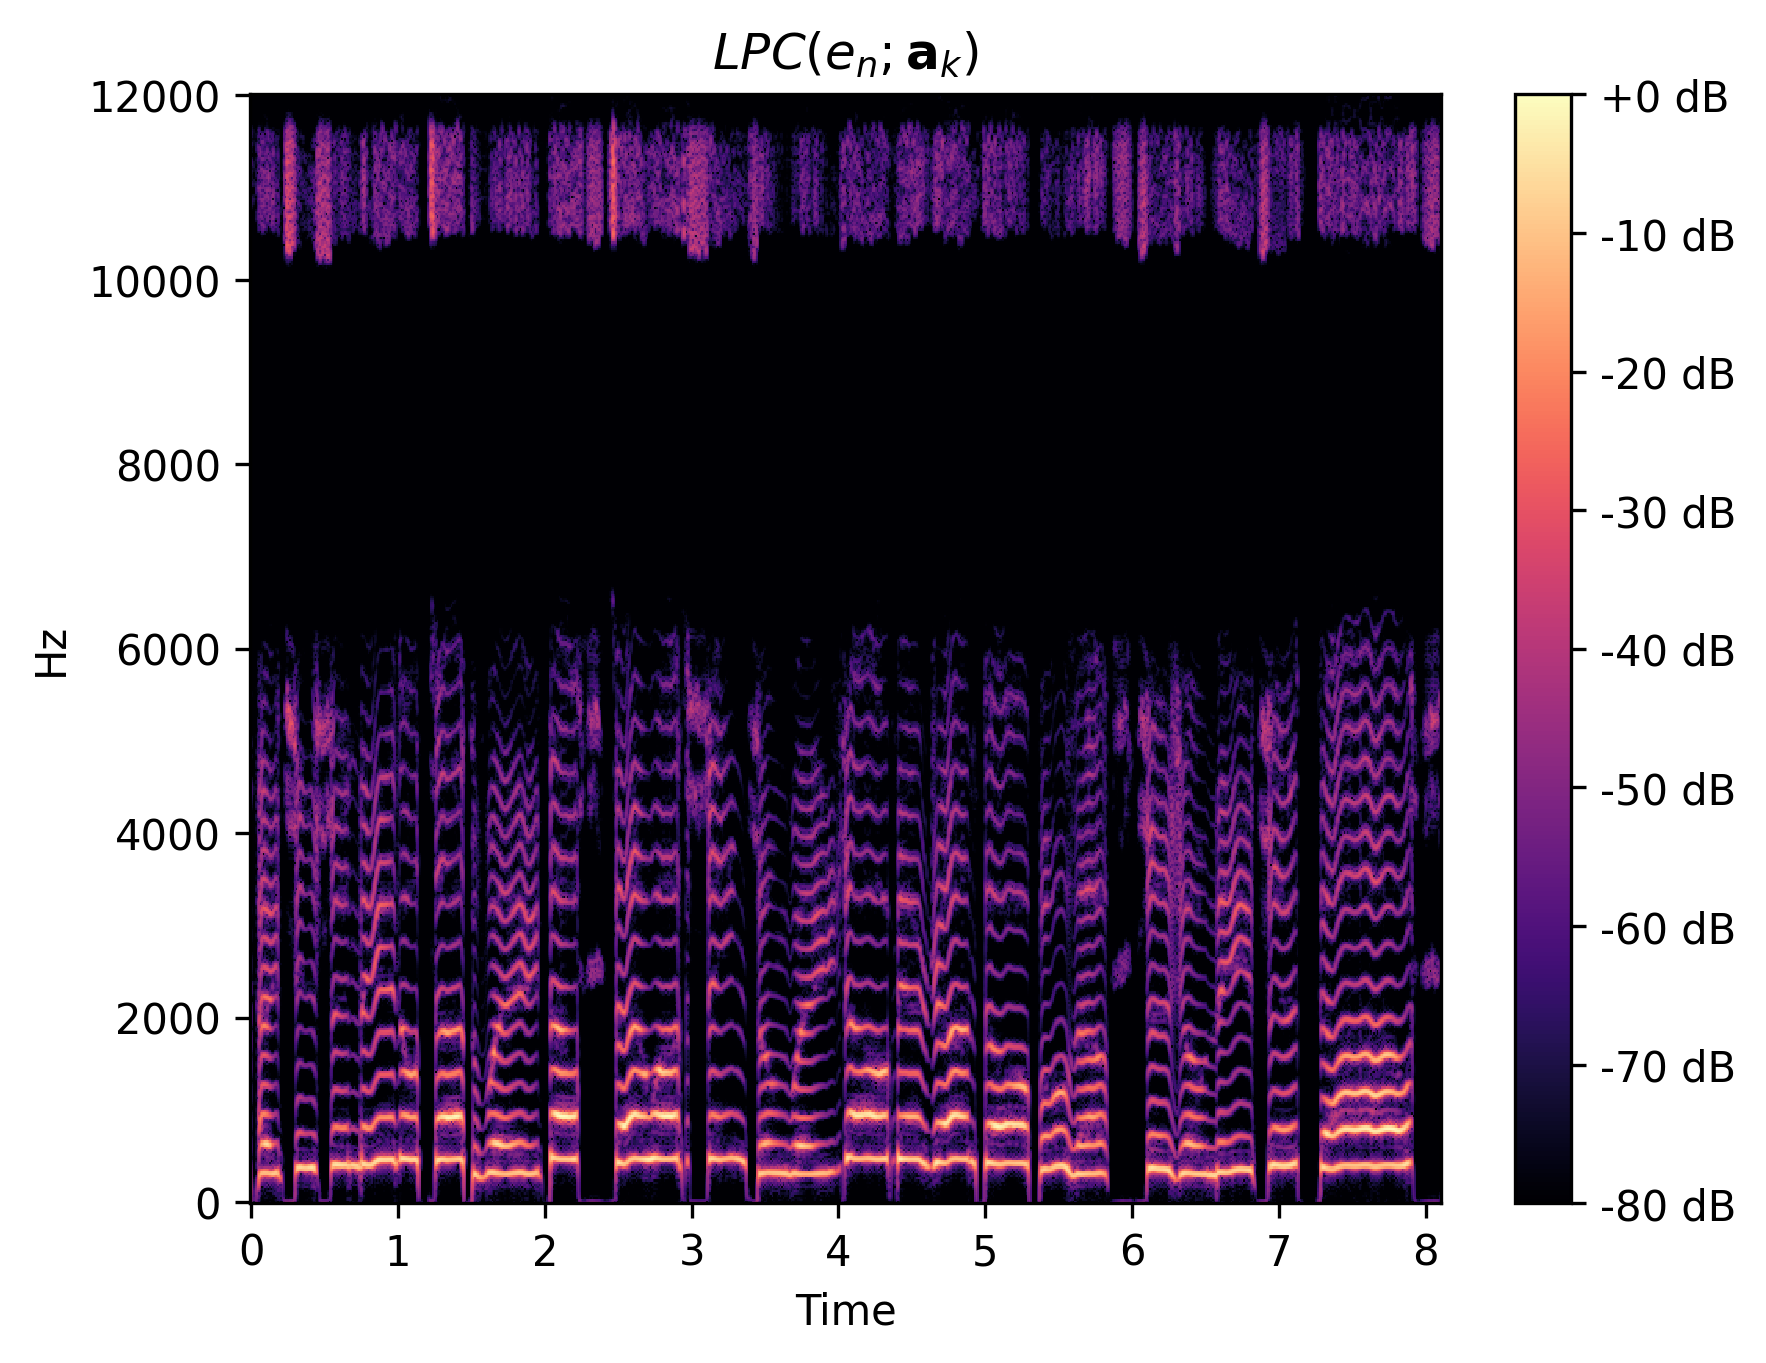 LPC(eₙ; 𝐚ₖ)
12000
10000
8000
6000
4000
2000
0
Hz
0 1 2 3 4 5 6 7 8
Time
+0 dB
-10 dB
-20 dB
-30 dB
-40 dB
-50 dB
-60 dB
-70 dB
-80 dB